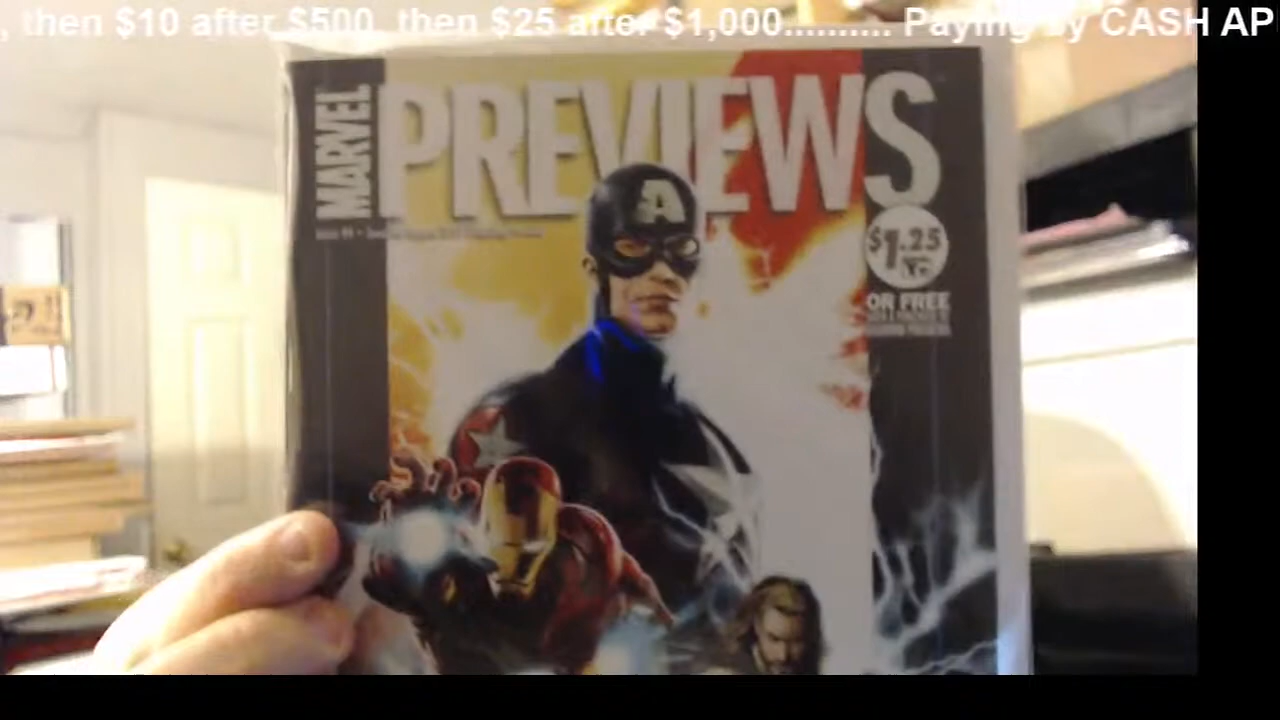 , then $10 after $500, then $25 after $1,000.......... Paying by CASH AP
MARVEL
PREVIEWS
$1.25
OR FREE
A